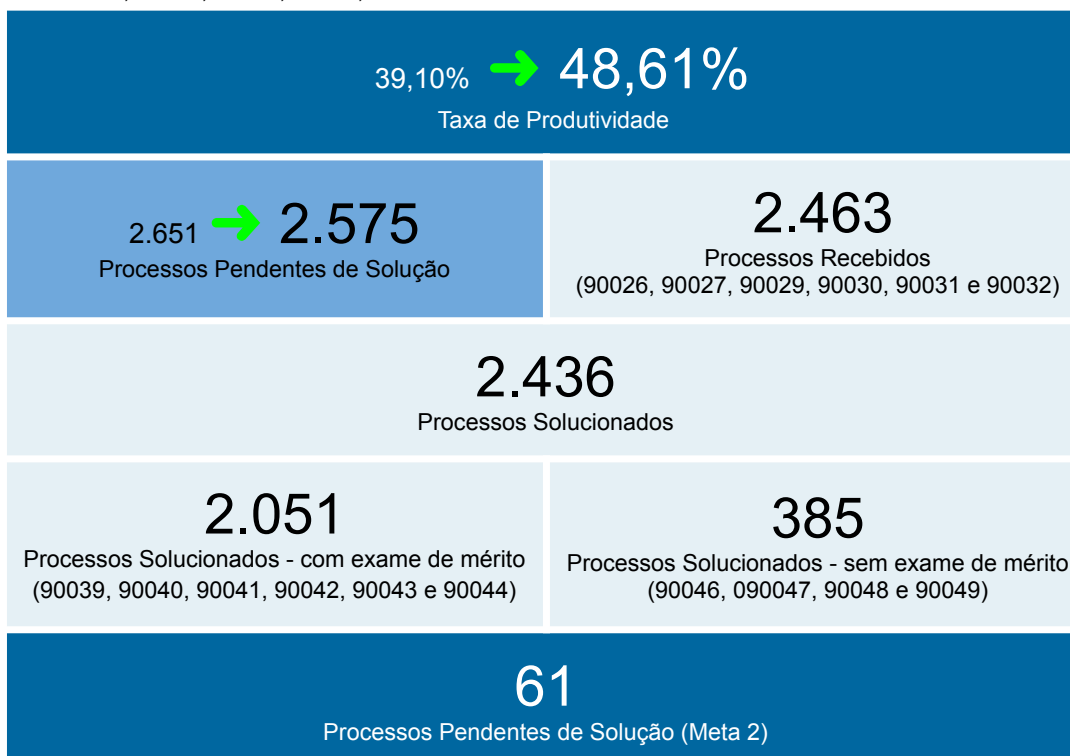 39,10% ➜ 48,61%
Taxa de Produtividade
2.651 ➜ 2.575
Processos Pendentes de Solução
2.463
Processos Recebidos
(90026, 90027, 90029, 90030, 90031 e 90032)
2.436
Processos Solucionados
2.051
Processos Solucionados - com exame de mérito
(90039, 90040, 90041, 90042, 90043 e 90044)
385
Processos Solucionados - sem exame de mérito
(90046, 090047, 90048 e 90049)
61
Processos Pendentes de Solução (Meta 2)